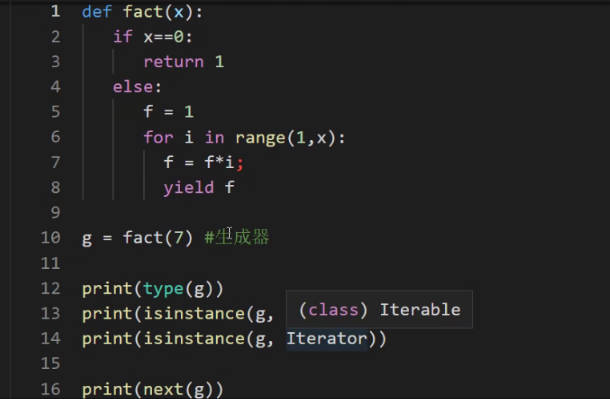 1 def fact(x):
2 if x==0:
3 return 1
4 else:
5 f = 1
6 for i in range(1,x):
7 f = f*i;
8 yield f
9
10 g = fact(7) #生成器
11
12 print(type(g))
13 print(isinstance(g, (class) Iterable
14 print(isinstance(g, Iterator))
15
16 print(next(g))